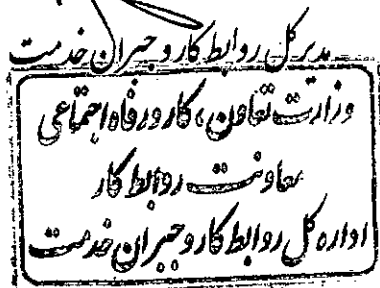 مدیرکل روابط کار و جبران خدمت
وزارت تعاون، کار و رفاه اجتماعی
معاونت روابط کار
اداره کل روابط کار و جبران خدمت